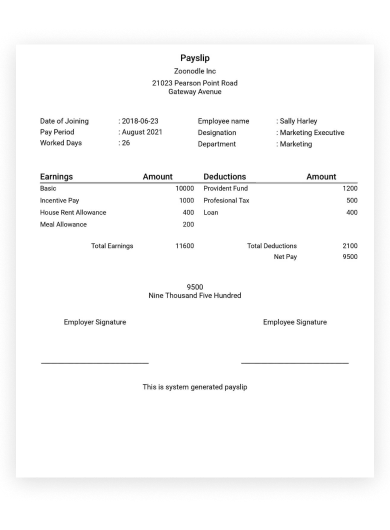 Payslip
Zoonodle Inc
21023 Pearson Point Road
Gateway Avenue
Date of Joining : 2018-06-23 Employee name : Sally Harley
Pay Period : August 2021 Designation : Marketing Executive
Worked Days : 26 Department : Marketing
Earnings Amount Deductions Amount
Basic 10000 Provident Fund 1200
Incentive Pay 1000 Profesional Tax 500
House Rent Allowance 400 Loan 400
Meal Allowance 200
Total Earnings 11600 Total Deductions 2100
Net Pay 9500
9500
Nine Thousand Five Hundred
Employer Signature Employee Signature
This is system generated payslip